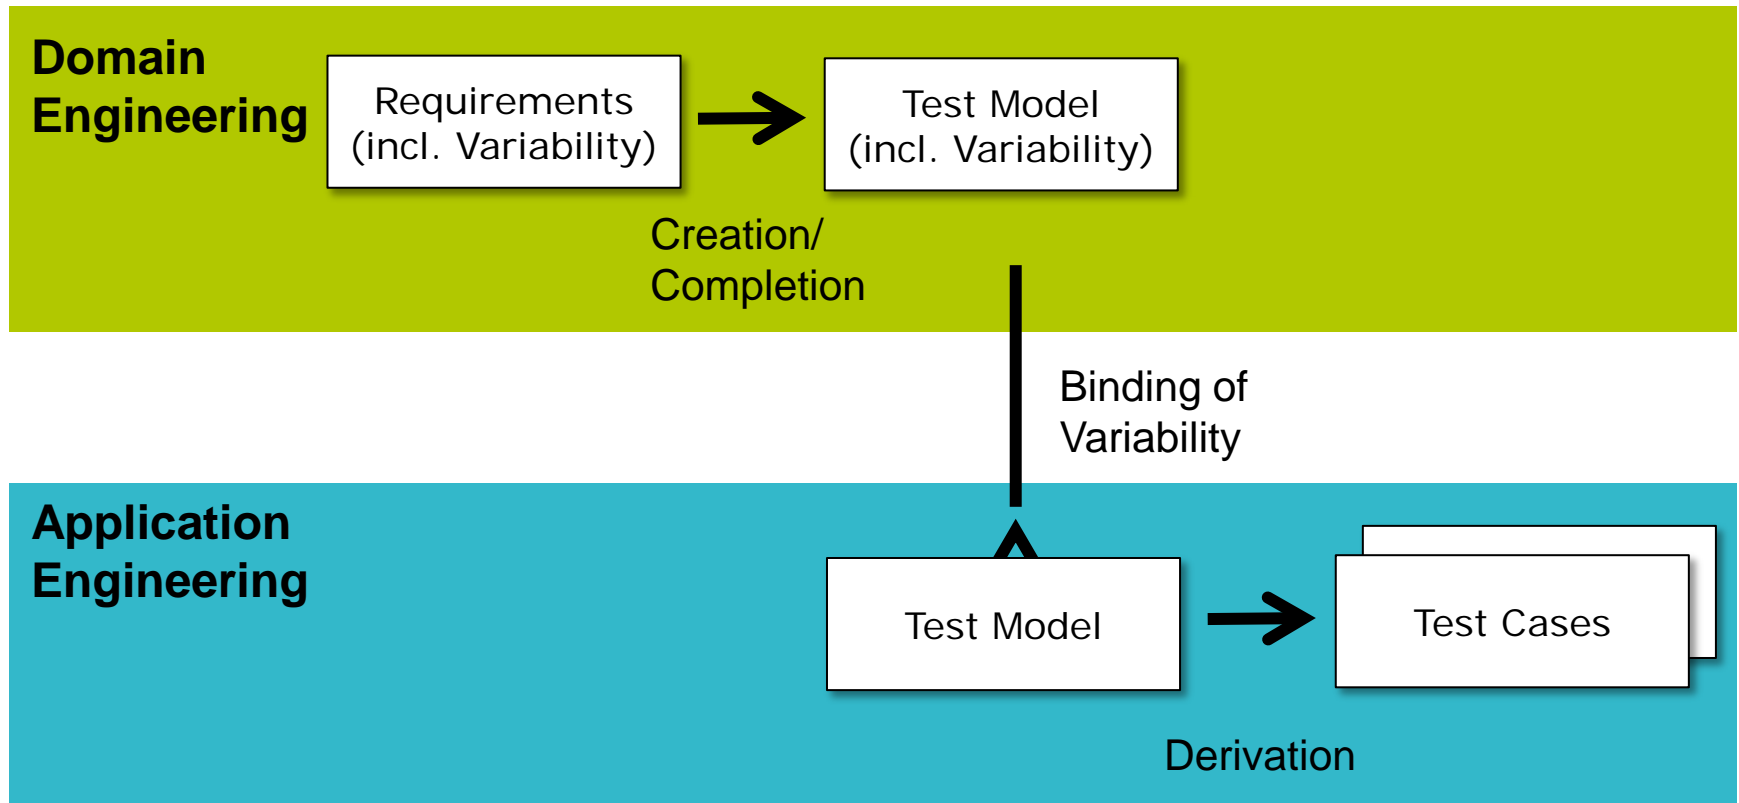 Domain
Engineering
Requirements
(incl. Variability)
Test Model
(incl. Variability)
Creation/
Completion
Binding of
Variability
Application
Engineering
Test Model
Test Cases
Derivation